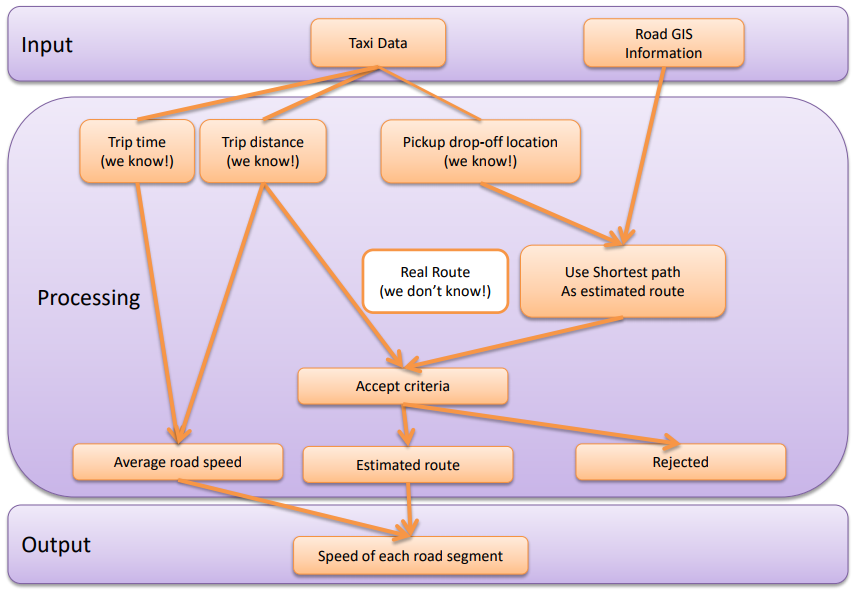 Input
Taxi Data
Road GIS
Information
Trip time
(we know!)
Trip distance
(we know!)
Pickup drop-off location
(we know!)
Processing
Real Route
(we don’t know!)
Use Shortest path
As estimated route
Accept criteria
Average road speed
Estimated route
Rejected
Output
Speed of each road segment